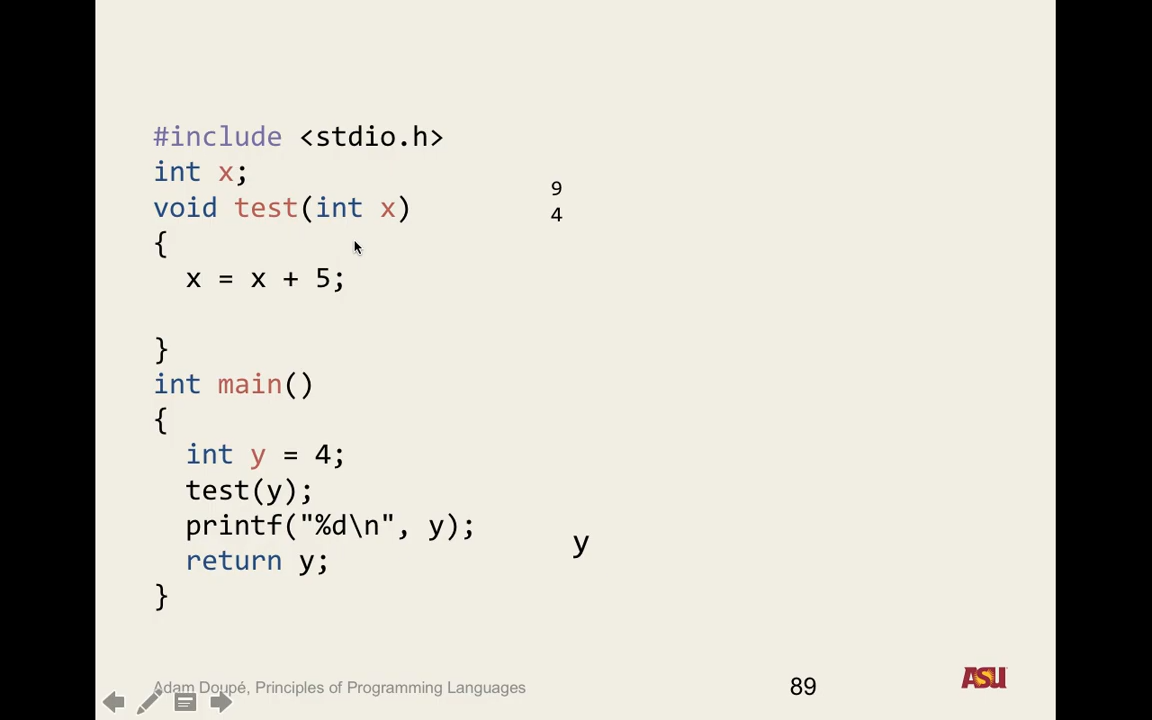 #include <stdio.h>
int x;
9
void test(int x)
4
{
x = x + 5;
}
int main()
{
int y = 4;
test(y);
printf("%d\n", y);
y
return y;
}
Adam Doupé, Principles of Programming Languages
89
ASU